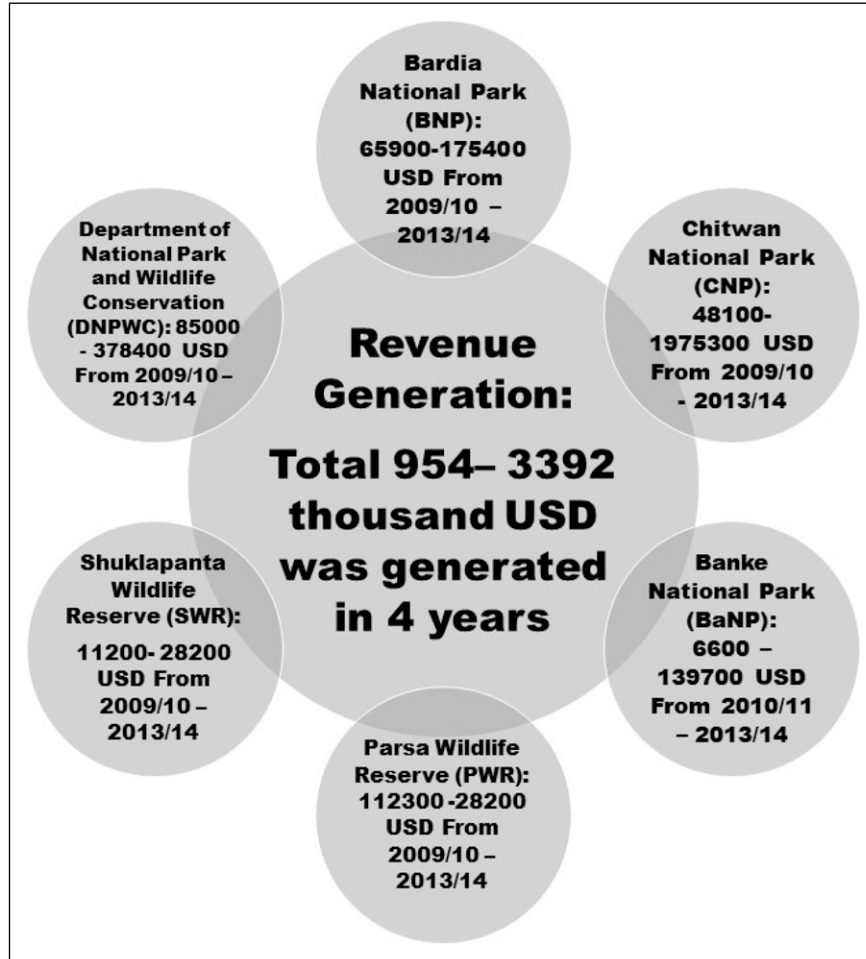 Bardia
National Park
(BNP):
65900-175400
USD From
2009/10 –
2013/14
Chitwan
National Park
(CNP):
48100-
1975300 USD
From 2009/10
- 2013/14
Banke
National Park
(BaNP):
6600 –
139700 USD
From 2010/11
– 2013/14
Parsa Wildlife
Reserve (PWR):
112300 -28200
USD From
2009/10 –
2013/14
Shuklapanta
Wildlife
Reserve (SWR):
11200- 28200
USD From
2009/10 –
2013/14
Department of
National Park
and Wildlife
Conservation
(DNPWC): 85000
- 378400 USD
From 2009/10 –
2013/14
Revenue
Generation:
Total 954– 3392
thousand USD
was generated
in 4 years